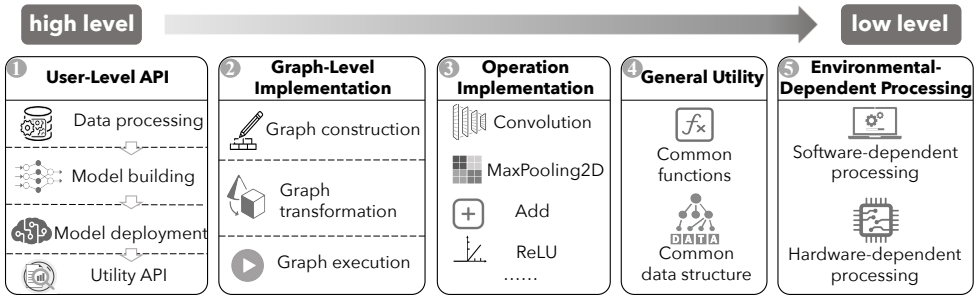 high level
low level
1
User-Level API
Data processing
Model building
Model deployment
Utility API
2
Graph-Level
Implementation
Graph construction
Graph
transformation
Graph execution
3
Operation
Implementation
Convolution
MaxPooling2D
Add
ReLU
......
4
General Utility
fx
Common
functions
DATA
Common
data structure
5
Environmental-
Dependent Processing
Software-dependent
processing
Hardware-dependent
processing